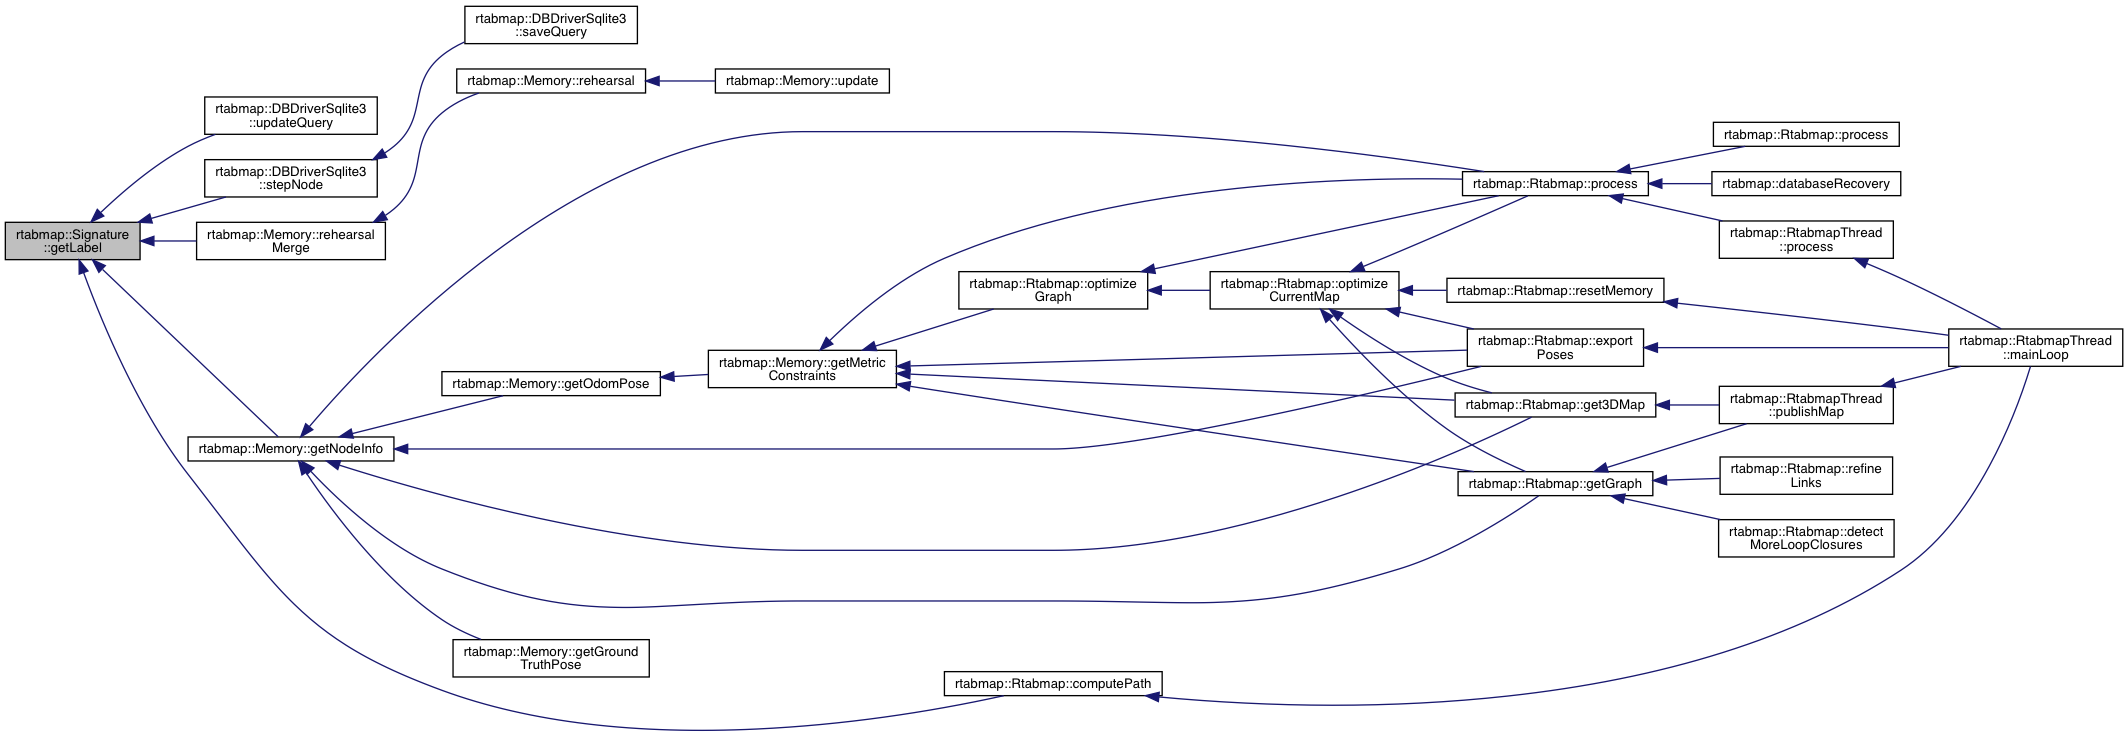 rtabmap::DBDriverSqlite3
::saveQuery
rtabmap::Memory::rehearsal
rtabmap::Memory::update
rtabmap::DBDriverSqlite3
::updateQuery
rtabmap::Rtabmap::process
rtabmap::DBDriverSqlite3
::stepNode
rtabmap::Rtabmap::process
rtabmap::databaseRecovery
rtabmap::Signature
::getLabel
rtabmap::Memory::rehearsal
Merge
rtabmap::RtabmapThread
::process
rtabmap::Rtabmap::optimize
Graph
rtabmap::Rtabmap::optimize
CurrentMap
rtabmap::Rtabmap::resetMemory
rtabmap::Rtabmap::export
Poses
rtabmap::RtabmapThread
::mainLoop
rtabmap::Memory::getMetric
Constraints
rtabmap::Memory::getOdomPose
rtabmap::Rtabmap::get3DMap
rtabmap::RtabmapThread
::publishMap
rtabmap::Memory::getNodeInfo
rtabmap::Rtabmap::getGraph
rtabmap::Rtabmap::refine
Links
rtabmap::Rtabmap::detect
MoreLoopClosures
rtabmap::Memory::getGround
TruthPose
rtabmap::Rtabmap::computePath